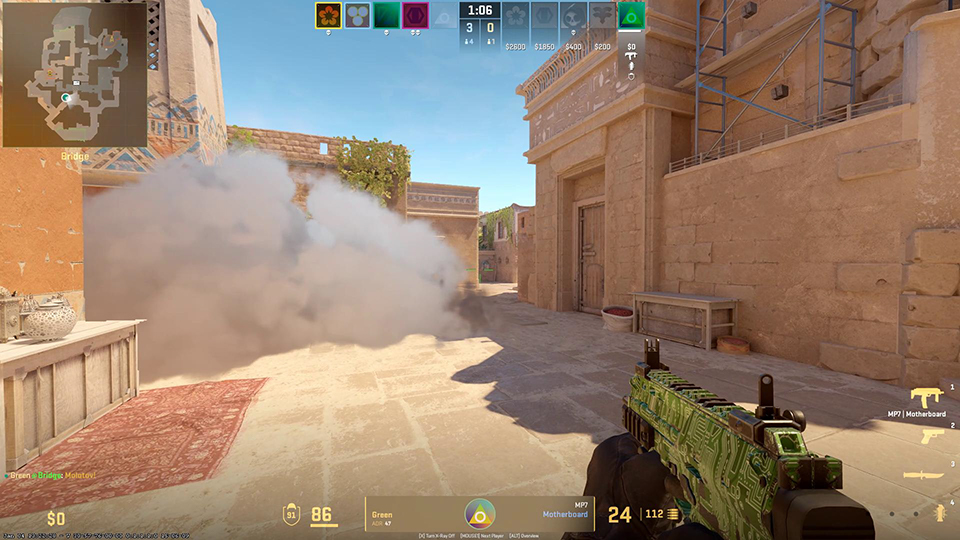 1:06
3 0
4 1
$2600 $1850 $400 $200 $0
Bridge
1
MP7 | Motherboard
2
3
4
Green @ Bridge: Molotov!
$0
91 86
Green
ADR 47
MP7
Motherboard
24 | 112
[X] Turn X-Ray Off [MOUSE1] Next Player [ALT] Overview